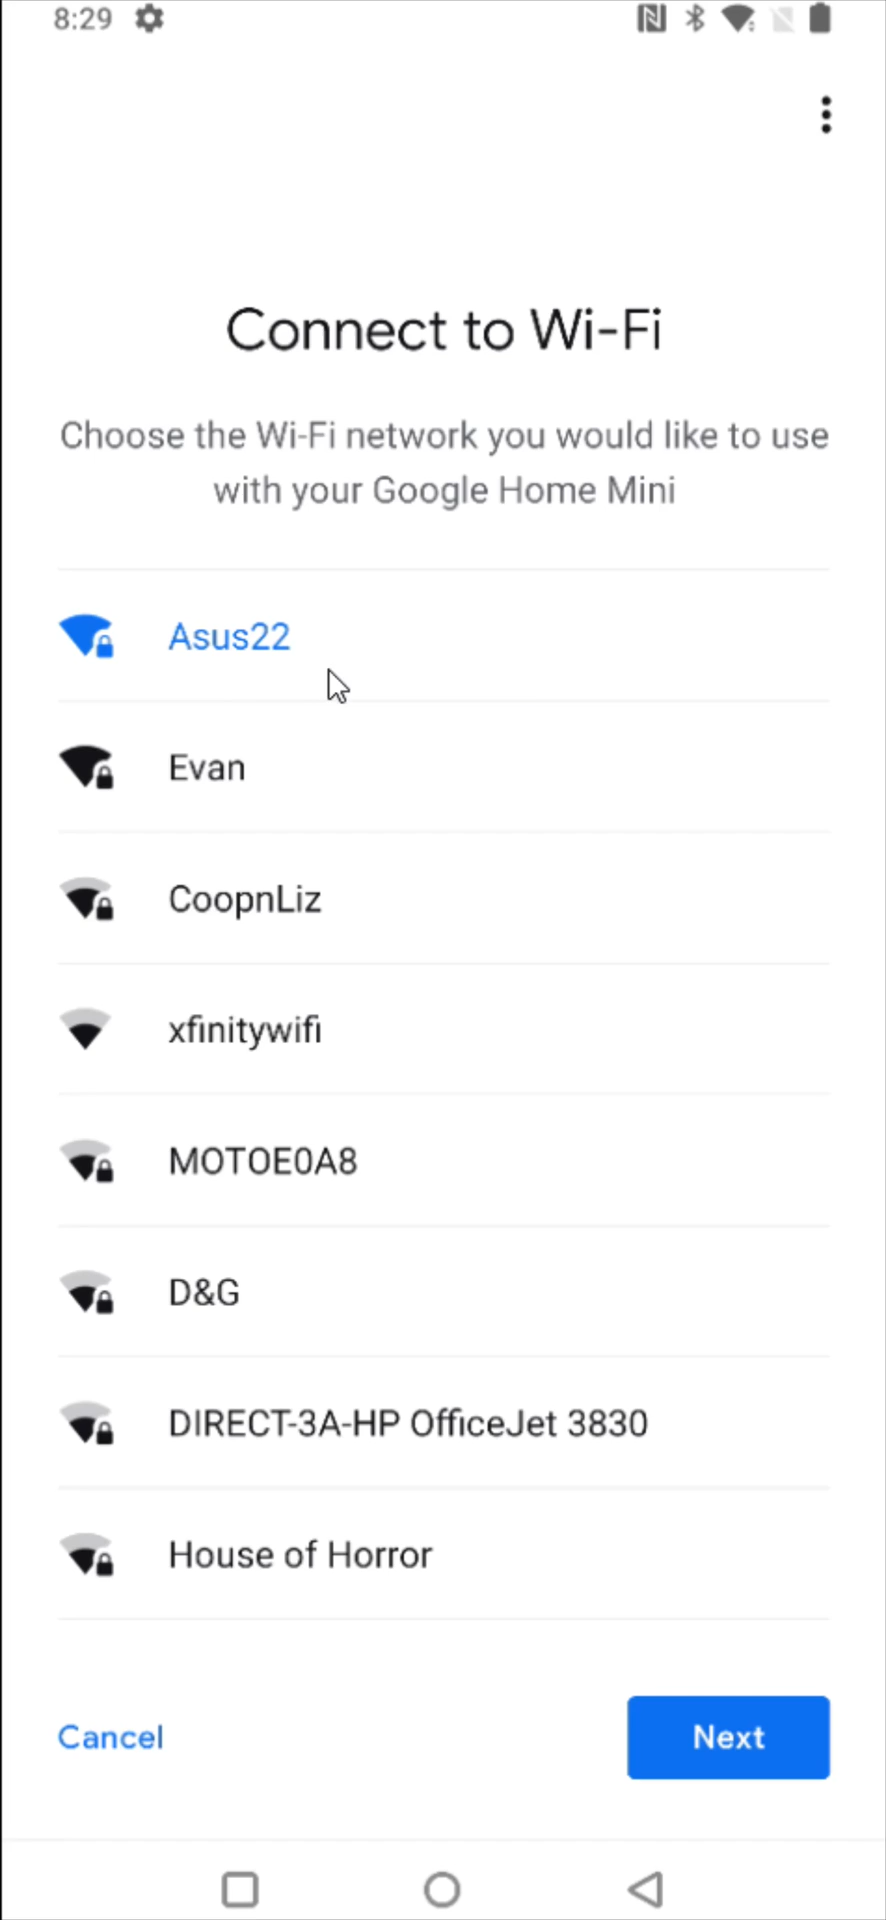 8:29
Connect to Wi-Fi
Choose the Wi-Fi network you would like to use
with your Google Home Mini
Asus22
Evan
CoopnLiz
xfinitywifi
MOTOE0A8
D&G
DIRECT-3A-HP OfficeJet 3830
House of Horror
Cancel
Next